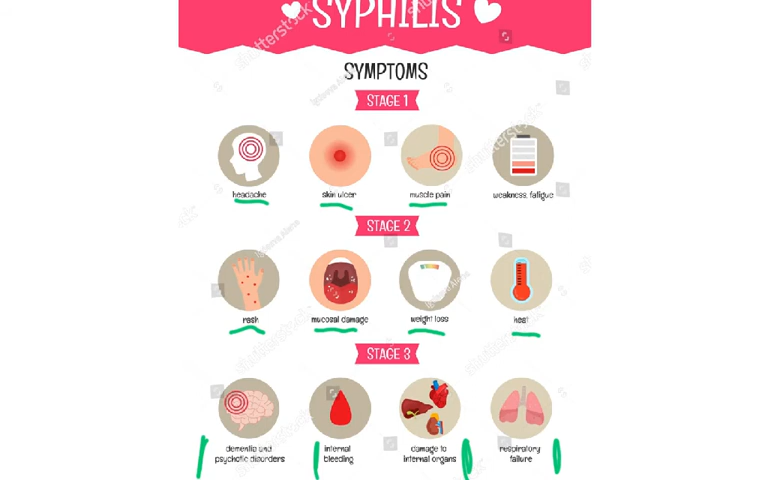 SYPHILIS
SYMPTOMS
STAGE 1
headache
skin ulcer
muscle pain
weakness, fatigue
STAGE 2
rash
mucosal damage
weight loss
heat
STAGE 3
dementia and
psychotic disorders
internal
bleeding
damage to
internal organs
respiratory
failure
shutterstock